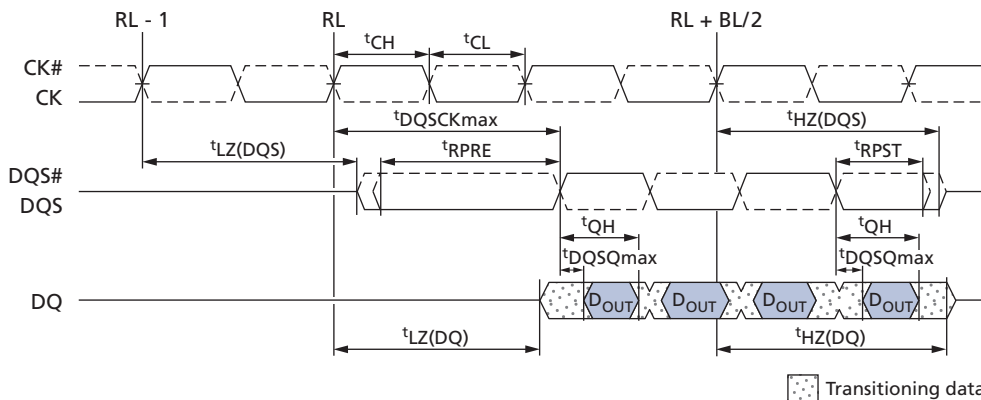 RL - 1
RL
RL + BL/2
tCH
tCL
CK#
CK
tDQSCKmax
tHZ(DQS)
tLZ(DQS)
tRPRE
tRPST
DQS#
DQS
tQH
tQH
tDQSQmax
tDQSQmax
DQ
DOUT
DOUT
DOUT
DOUT
tLZ(DQ)
tHZ(DQ)
Transitioning data